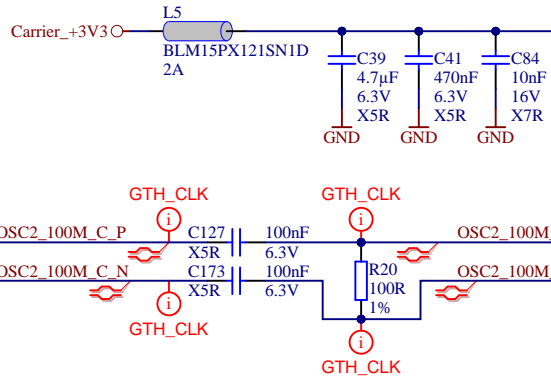 L5
Carrier_+3V3
BLM15PX121SN1D
2A
C39
4.7µF
6.3V
X5R
GND
C41
470nF
6.3V
X5R
GND
C84
10nF
16V
X7R
GND
GTH_CLK
i
GTH_CLK
i
OSC2_100M_C_P
C127
100nF
X5R
6.3V
OSC2_100M_
OSC2_100M_C_N
C173
100nF
X5R
6.3V
R20
100R
1%
OSC2_100M_
i
GTH_CLK
i
GTH_CLK